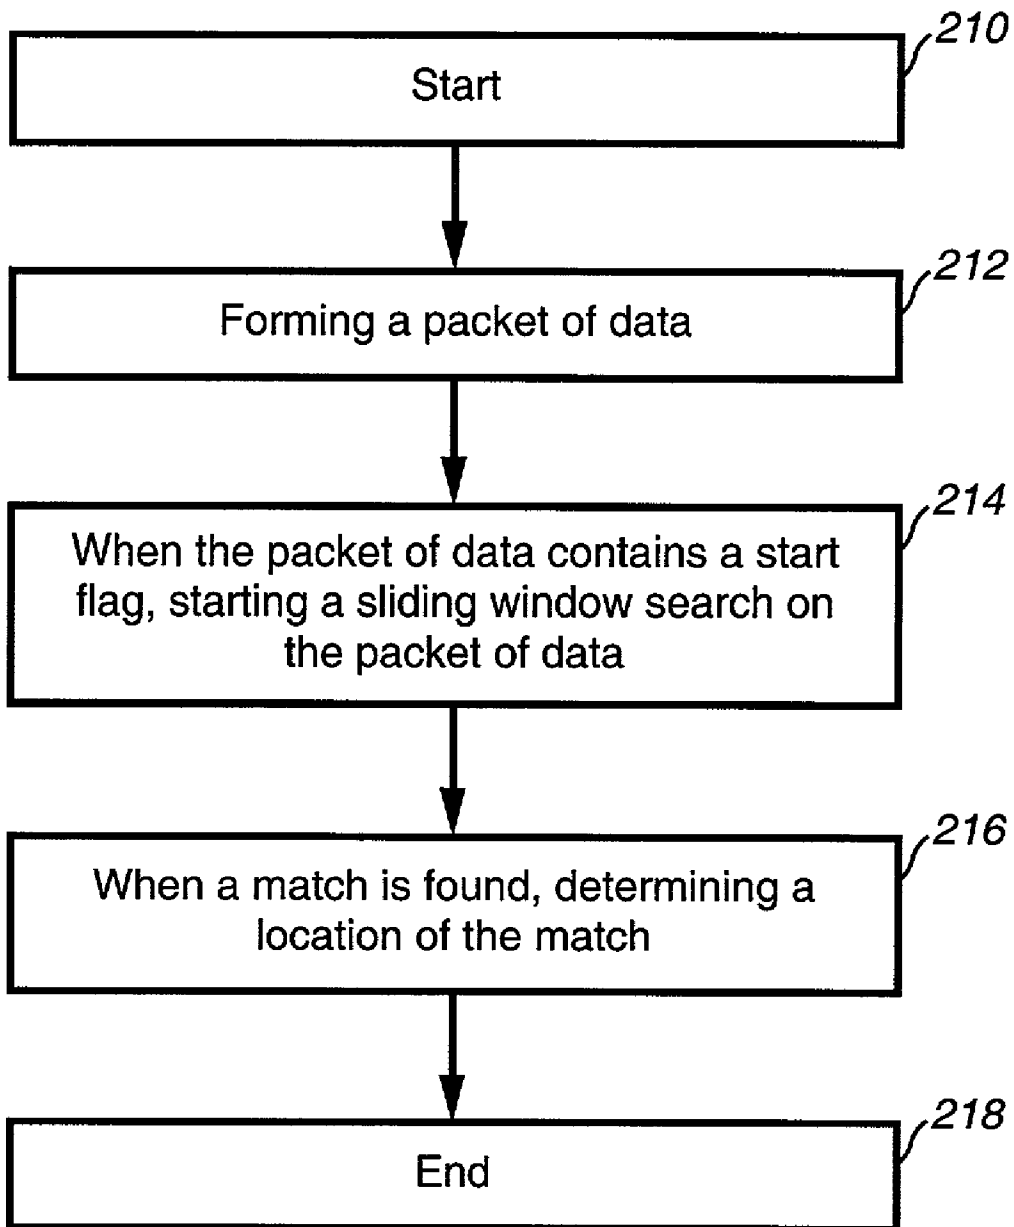 210
Start
212
Forming a packet of data
214
When the packet of data contains a start
flag, starting a sliding window search on
the packet of data
216
When a match is found, determining a
location of the match
218
End